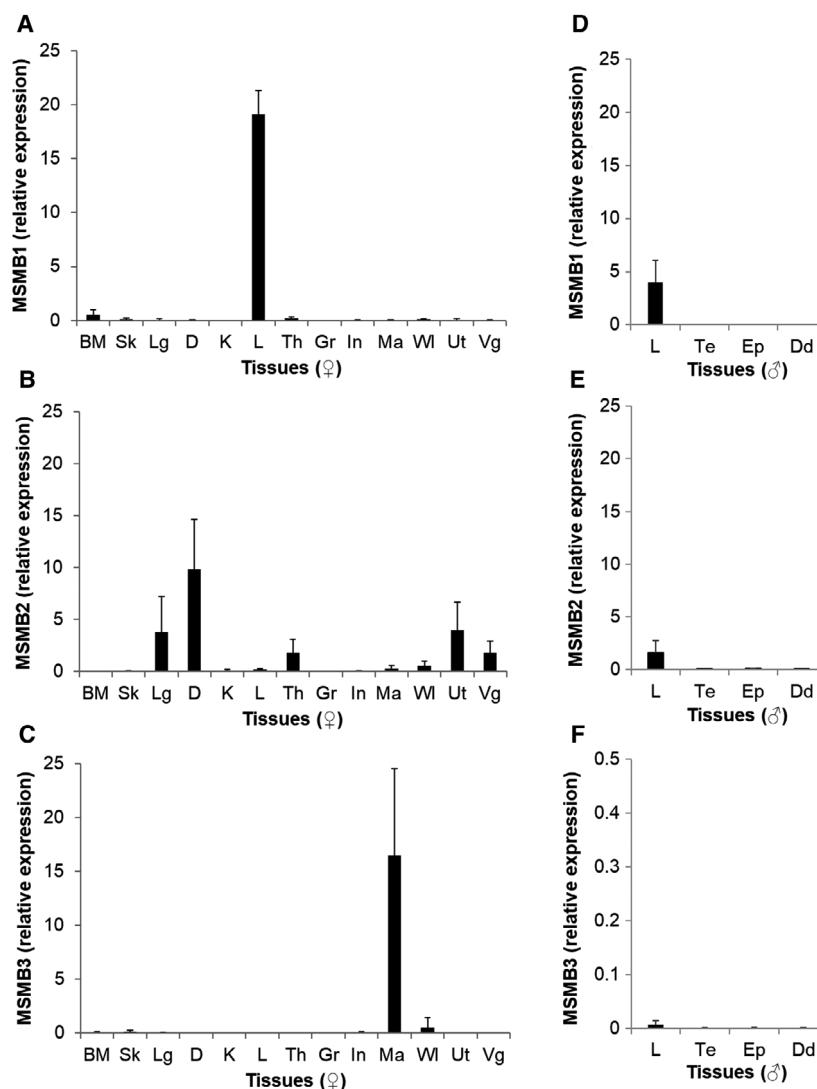 A
MSMB1 (relative expression)
25
20
15
10
5
0
BM Sk Lg D K L Th Gr In Ma WI Ut Vg
Tissues (♀)
D
MSMB1 (relative expression)
25
20
15
10
5
0
L Te Ep Dd
Tissues (♂)
B
MSMB2 (relative expression)
25
20
15
10
5
0
BM Sk Lg D K L Th Gr In Ma WI Ut Vg
Tissues (♀)
E
MSMB2 (relative expression)
25
20
15
10
5
0
L Te Ep Dd
Tissues (♂)
C
MSMB3 (relative expression)
25
20
15
10
5
0
BM Sk Lg D K L Th Gr In Ma WI Ut Vg
Tissues (♀)
F
MSMB3 (relative expression)
0.5
0.4
0.3
0.2
0.1
0
L Te Ep Dd
Tissues (♂)